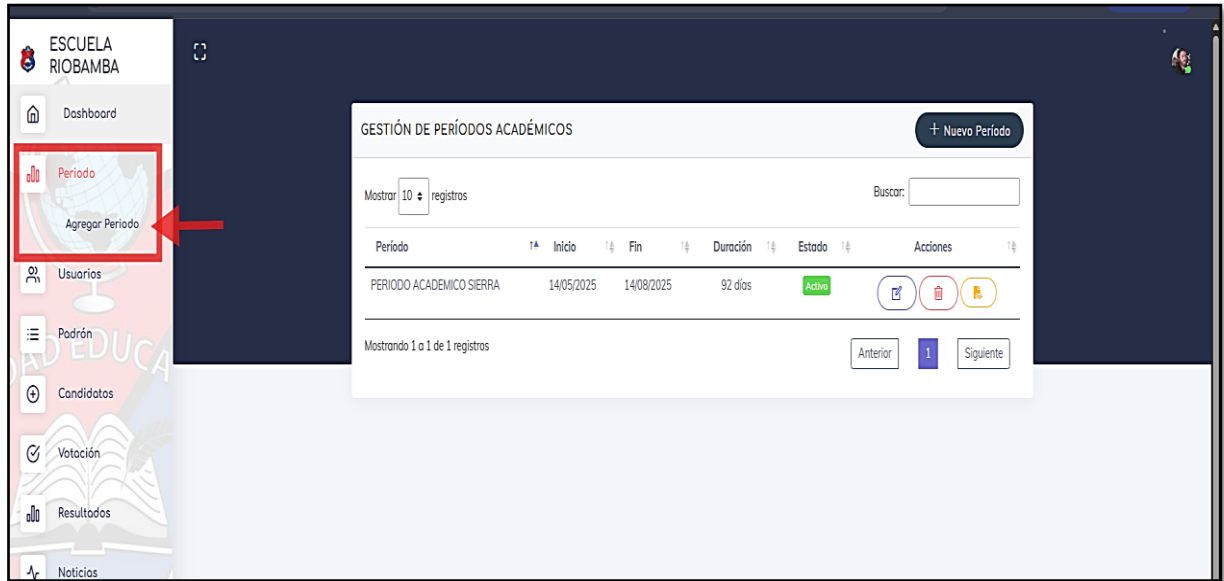 ESCUELA
RIOBAMBA
Dashboard
Periodo
Agregar Periodo
Usuarios
Padrón
Candidatos
Votación
Resultados
Noticias
GESTIÓN DE PERÍODOS ACADÉMICOS
+ Nuevo Período
Mostrar 10 registros
Buscar:
Período Inicio Fin Duración Estado Acciones
PERIODO ACADEMICO SIERRA 14/05/2025 14/08/2025 92 días Activo
Mostrando 1 a 1 de 1 registros
Anterior 1 Siguiente